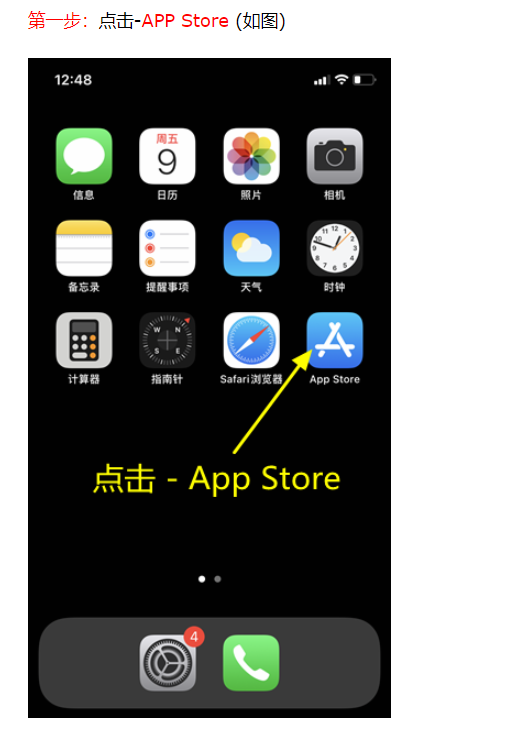 第一步：点击-APP Store (如图)
12:48
周五
9
信息 日历 照片 相机
备忘录 提醒事项 天气 时钟
计算器 指南针 Safari浏览器 App Store
点击 - App Store
4